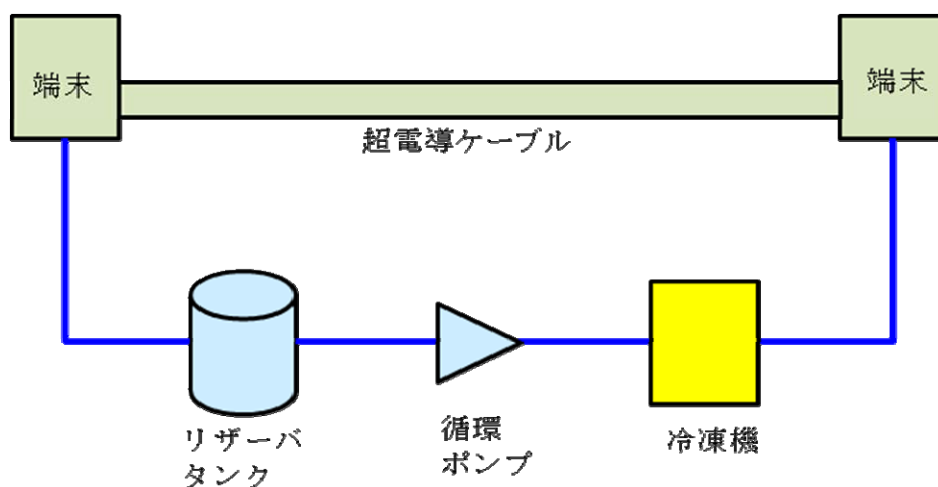 端末
端末
超電導ケーブル
リザーバ
タンク
循環
ポンプ
冷凍機